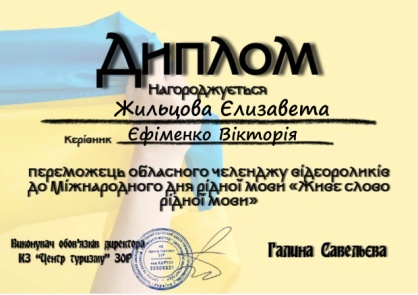 Диплом
Нагороджується
Жильцова Єлизавета
Керівник Єфіменко Вікторія
переможець обласного челенджу відеороликів
до Міжнародного дня рідної мови «Живе слово
рідної мови»
Виконувач обов'язків директора
КЗ "Центр туризму" ЗОР
Галина Савельєва